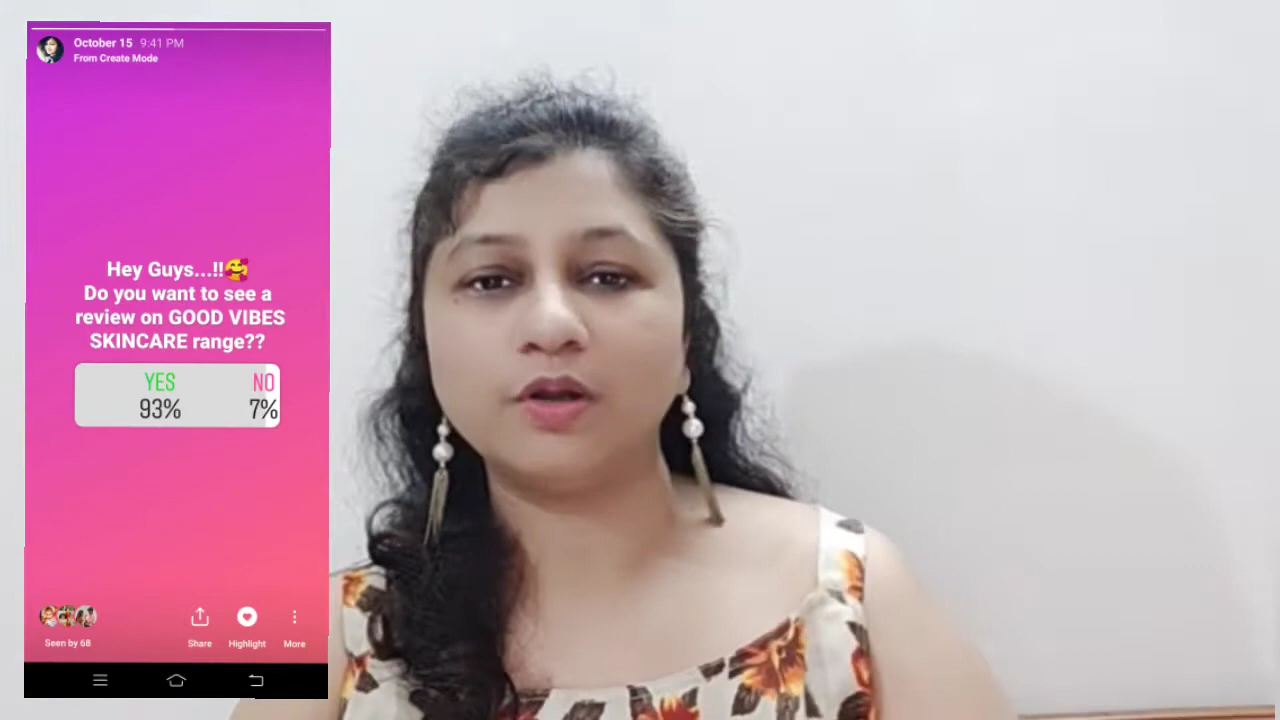 October 15 9:41 PM
From Create Mode
Hey Guys...!!🥰
Do you want to see a
review on GOOD VIBES
SKINCARE range??
YES NO
93% 7%
Seen by 68 Share Highlight More